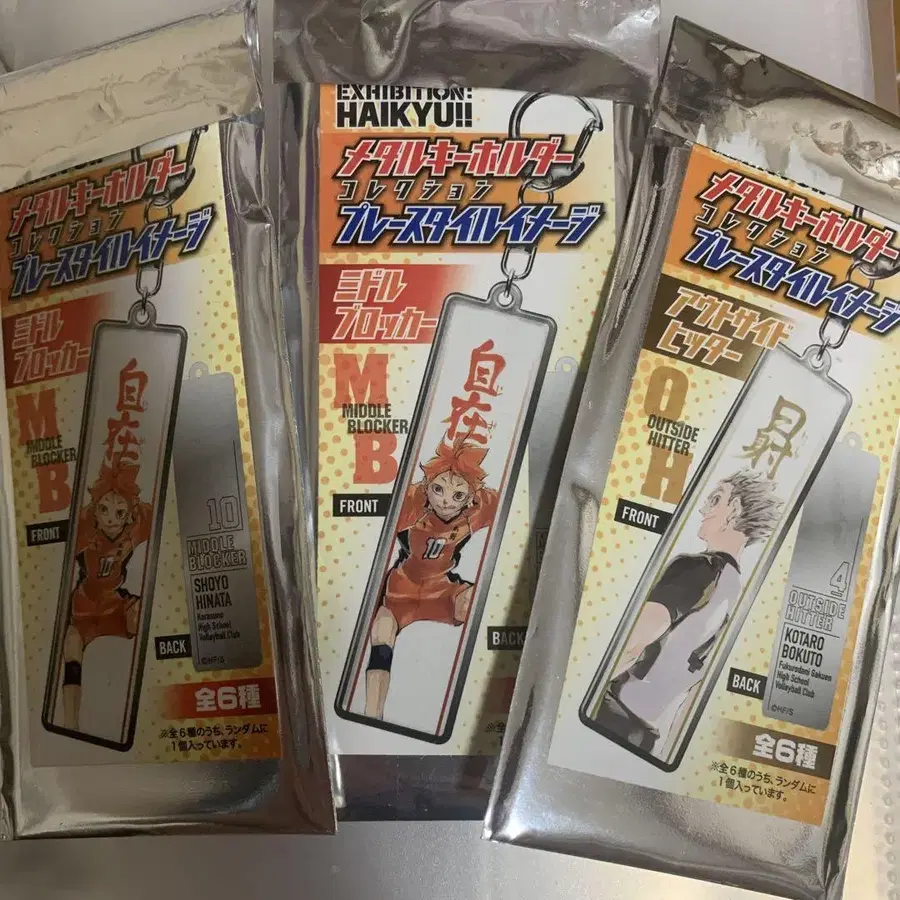 メタルキーホルダー
コレクション
プレースタイルイメージ
ミドル
ブロッカー
MB
MIDDLE
BLOCKER
FRONT
自在
10
10
MIDDLE
BLOCKER
SHOYO
HINATA
Karasuno
High School
Volleyball Club
BACK
©HF/S
全6種
※全6種のうち、ランダムに
1個入っています。
EXHIBITION:
HAIKYU!!
メタルキーホルダー
コレクション
プレースタイルイメージ
ミドル
ブロッカー
MB
MIDDLE
BLOCKER
FRONT
自在
10
BACK
メタルキーホルダー
コレクション
プレースタイルイメージ
アウトサイド
ヒッター
OH
OUTSIDE
HITTER
FRONT
4
OUTSIDE
HITTER
KOTARO
BOKUTO
Fukurodani Gakuen
High School
Volleyball Club
BACK
©HF/S
全6種
※全6種のうち、ランダムに
1個入っています。